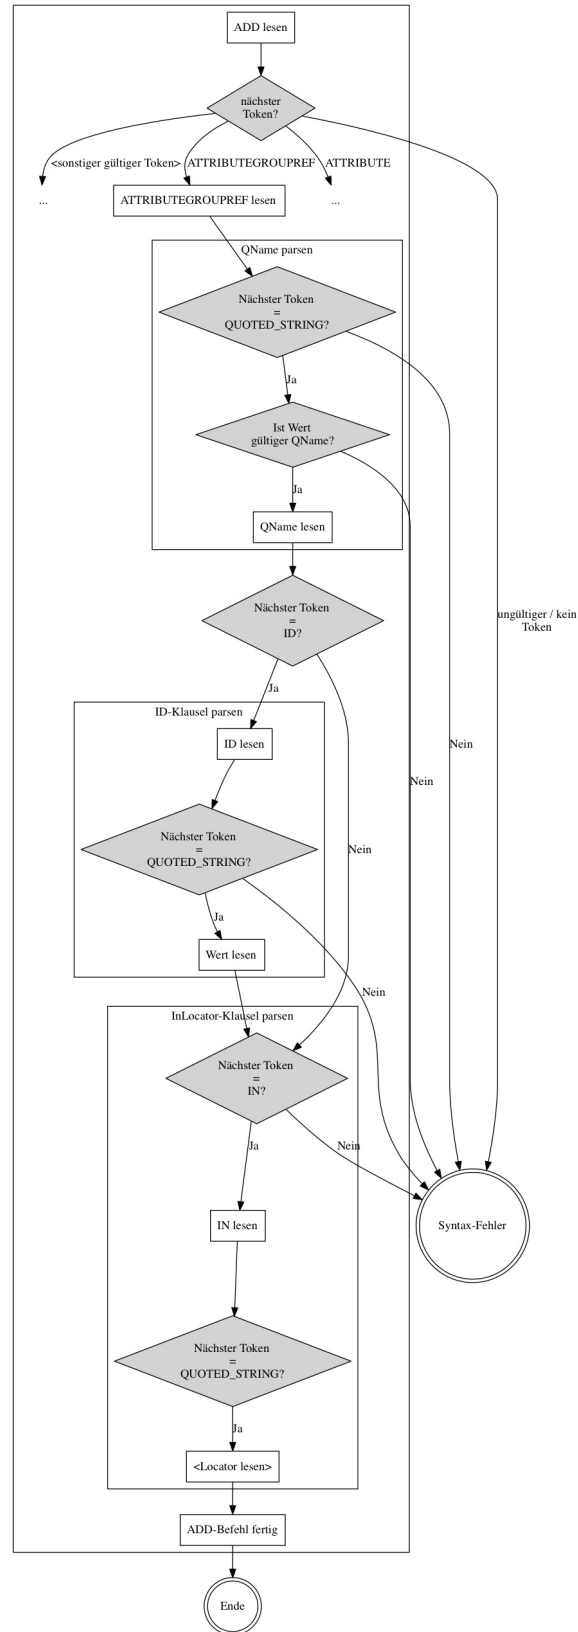 ADD lesen
nächster
Token?
<sonstiger gültiger Token>
ATTRIBUTEGROUPREF
ATTRIBUTE
...
ATTRIBUTEGROUPREF lesen
...
QName parsen
Nächster Token
=
QUOTED_STRING?
Ja
Ist Wert
gültiger QName?
Ja
QName lesen
Nächster Token
=
ID?
ungültiger / kein
Token
Ja
ID-Klausel parsen
ID lesen
Nein
Nein
Nächster Token
=
QUOTED_STRING?
Nein
Ja
Wert lesen
Nein
InLocator-Klausel parsen
Nächster Token
=
IN?
Ja
Nein
IN lesen
Syntax-Fehler
Nächster Token
=
QUOTED_STRING?
Ja
<Locator lesen>
ADD-Befehl fertig
Ende